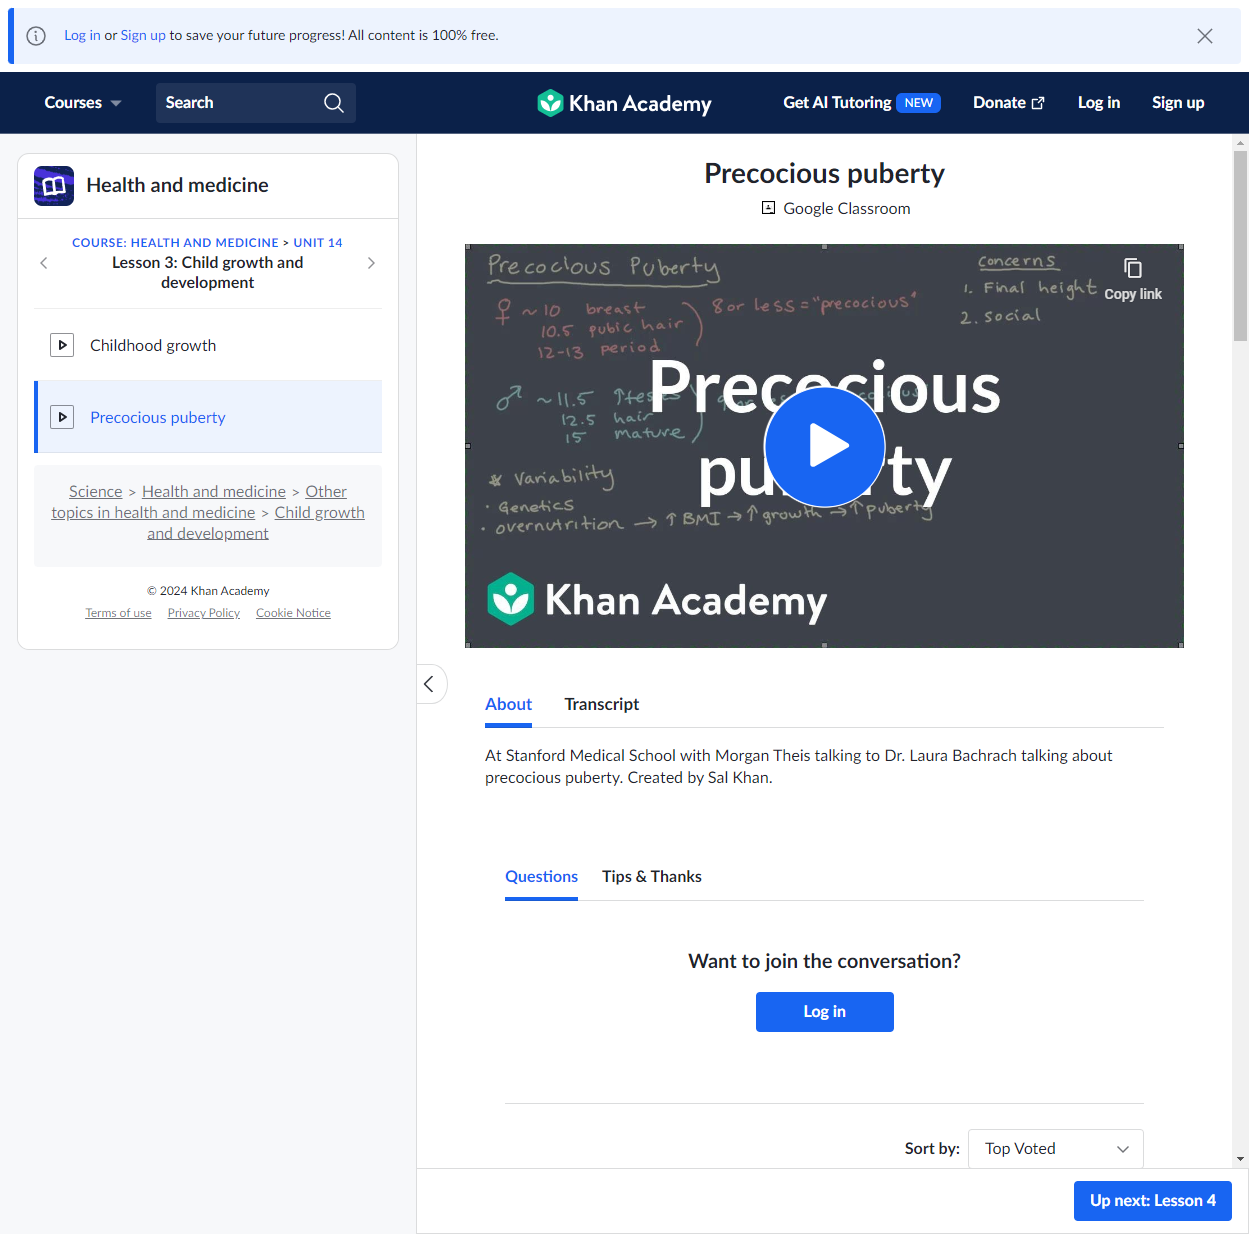 Log in or Sign up to save your future progress! All content is 100% free.
Courses
Search
Khan Academy
Get AI Tutoring NEW
Donate
Log in
Sign up
Health and medicine
COURSE: HEALTH AND MEDICINE > UNIT 14
Lesson 3: Child growth and
development
Childhood growth
Precocious puberty
Science > Health and medicine > Other
topics in health and medicine > Child growth
and development
© 2024 Khan Academy
Terms of use Privacy Policy Cookie Notice
Precocious puberty
Google Classroom
Precocious Puberty
♀ ~10 breast
10.5 pubic hair
12-13 period
8 or less = "precocious"
concerns
1. Final height
2. social
Copy link
♂ ~11.5 ↑testes
12.5 hair
15 mature
Precocious
puberty
* Variability
· Genetics
· overnutrition → ↑BMI → ↑growth → ↑puberty
Khan Academy
About
Transcript
At Stanford Medical School with Morgan Theis talking to Dr. Laura Bachrach talking about
precocious puberty. Created by Sal Khan.
Questions
Tips & Thanks
Want to join the conversation?
Log in
Sort by:
Top Voted
Up next: Lesson 4